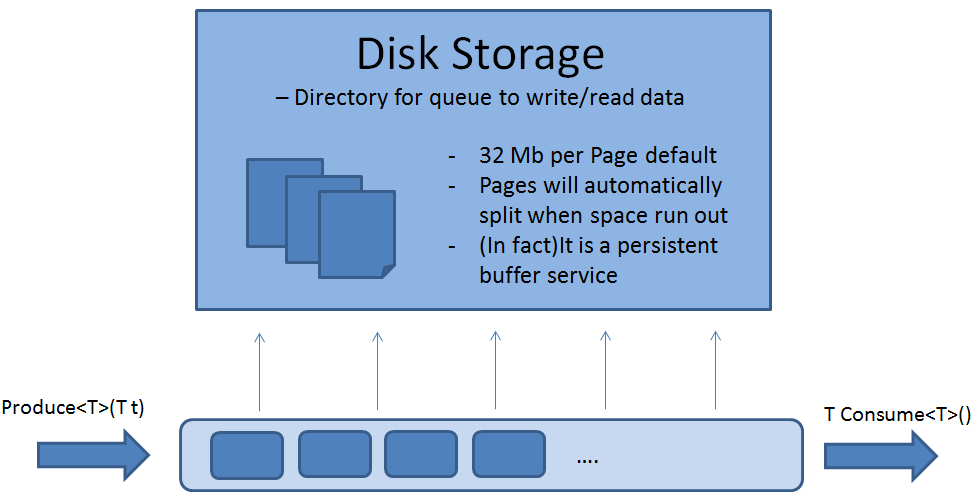 Disk Storage
– Directory for queue to write/read data
- 32 Mb per Page default
- Pages will automatically
split when space run out
- (In fact)It is a persistent
buffer service
Produce<T>(T t)
T Consume<T>()
....